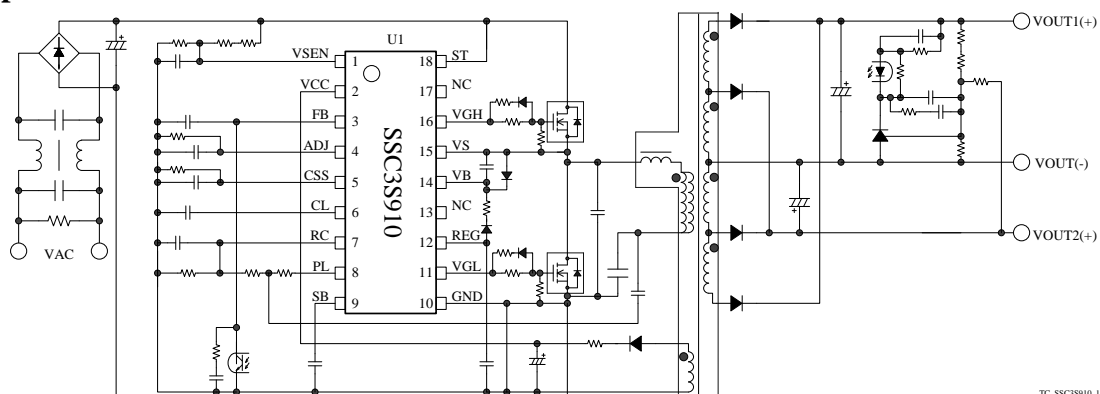 VOUT1(+)
U1
VSEN 1
18 ST
VCC 2
17 NC
FB 3
16 VGH
ADJ 4
15 VS
CSS 5
14 VB
CL 6
13 NC
RC 7
12 REG
PL 8
11 VGL
SB 9
10 GND
SSC3S910
VOUT(-)
VOUT2(+)
VAC
TC_SSC3S910_1